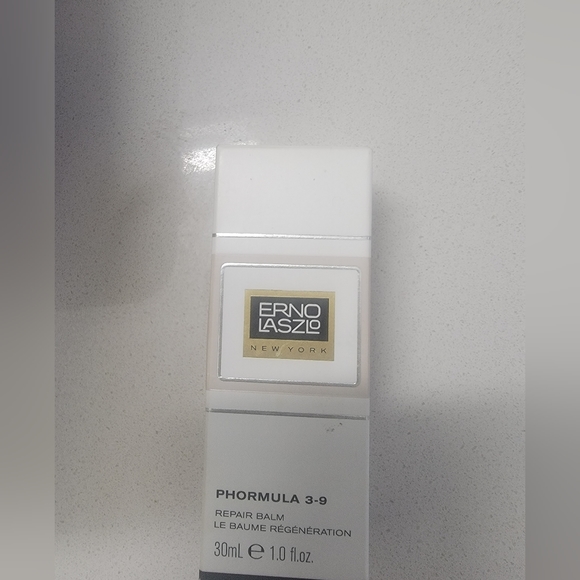 ERNO
LASZLO
NEW YORK
PHORMULA 3-9
REPAIR BALM
LE BAUME RÉGÉNÉRATION
30mL e 1.0 fl.oz.